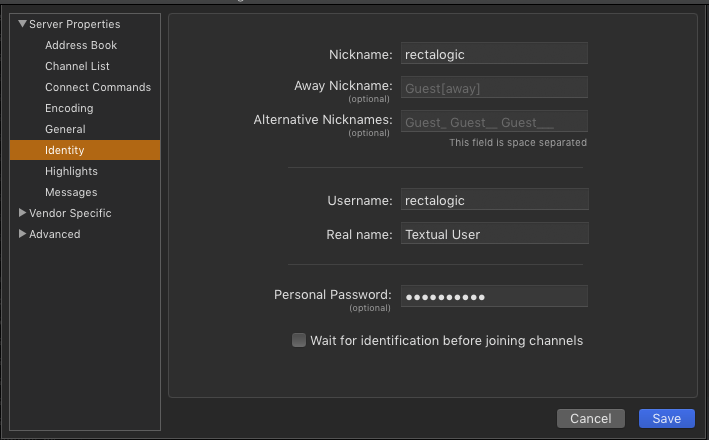 Server Properties
Address Book
Channel List
Connect Commands
Encoding
General
Identity
Highlights
Messages
Vendor Specific
Advanced
Nickname: rectalogic
Away Nickname: Guest[away]
(optional)
Alternative Nicknames: Guest_ Guest__ Guest___
(optional)
This field is space separated
Username: rectalogic
Real name: Textual User
Personal Password: ●●●●●●●●●●
(optional)
Wait for identification before joining channels
Cancel Save